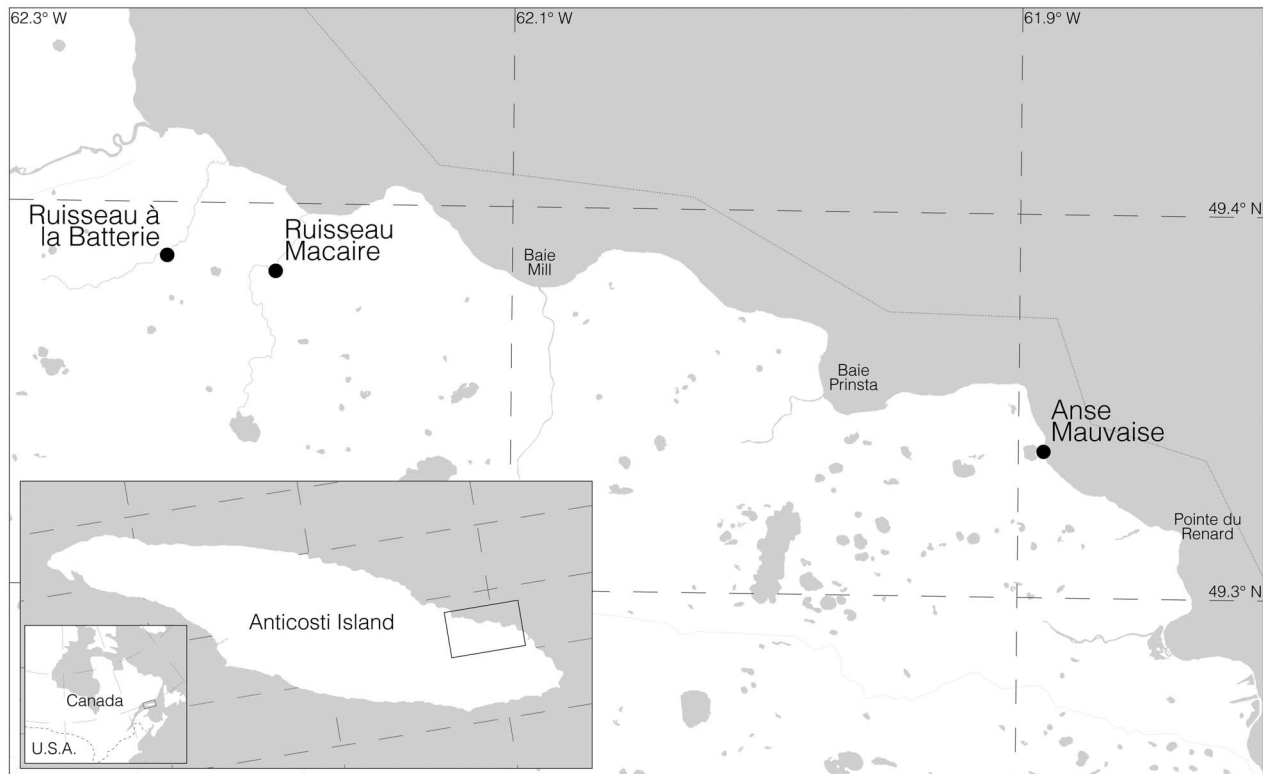 62.3° W
62.1° W
61.9° W
49.4° N
Ruisseau à
la Batterie
Ruisseau
Macaire
Baie
Mill
Baie
Prinsta
Anse
Mauvaise
Pointe du
Renard
49.3° N
Anticosti Island
Canada
U.S.A.